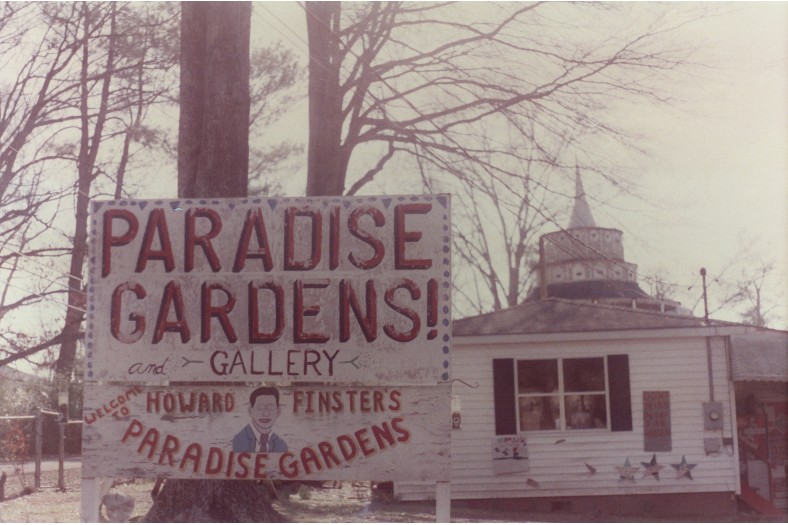 PARADISE
GARDENS!
and GALLERY
WELCOME TO
HOWARD FINSTER'S
PARADISE GARDENS